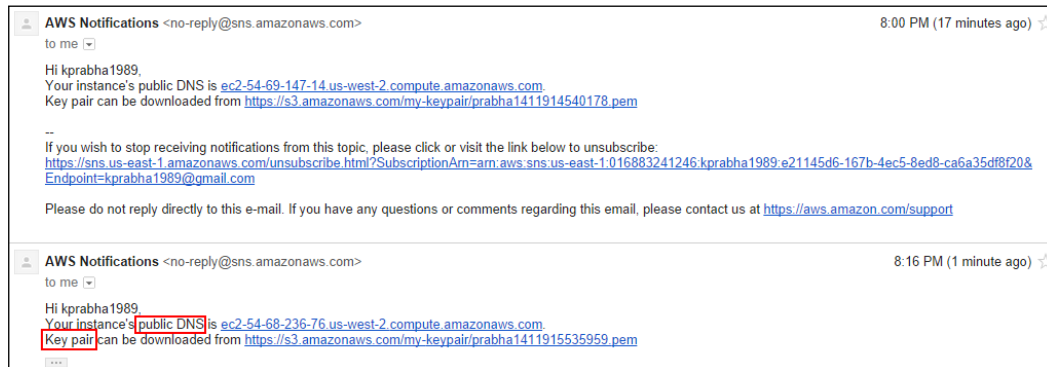 AWS Notifications <no-reply@sns.amazonaws.com> 8:00 PM (17 minutes ago)
to me
Hi kprabha1989,
Your instance's public DNS is ec2-54-69-147-14.us-west-2.compute.amazonaws.com.
Key pair can be downloaded from https://s3.amazonaws.com/my-keypair/prabha1411914540178.pem
--
If you wish to stop receiving notifications from this topic, please click or visit the link below to unsubscribe:
https://sns.us-east-1.amazonaws.com/unsubscribe.html?SubscriptionArn=arn:aws:sns:us-east-1:016883241246:kprabha1989:e21145d6-167b-4ec5-8ed8-ca6a35df8f20&
Endpoint=kprabha1989@gmail.com
Please do not reply directly to this e-mail. If you have any questions or comments regarding this email, please contact us at https://aws.amazon.com/support
AWS Notifications <no-reply@sns.amazonaws.com> 8:16 PM (1 minute ago)
to me
Hi kprabha1989,
Your instance's public DNS is ec2-54-68-236-76.us-west-2.compute.amazonaws.com.
Key pair can be downloaded from https://s3.amazonaws.com/my-keypair/prabha1411915535959.pem